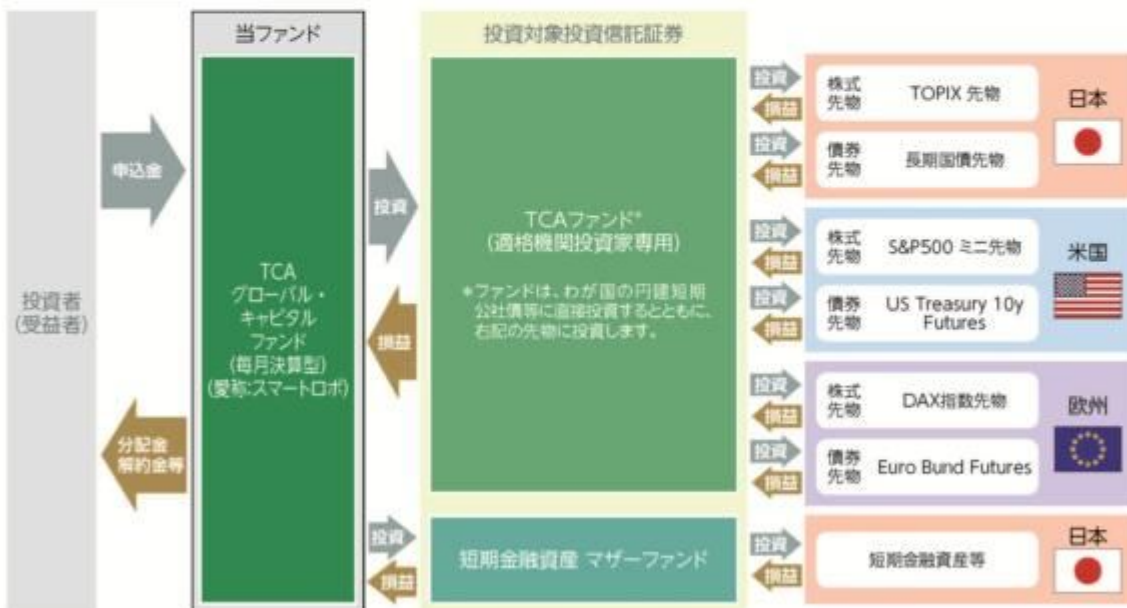 当ファンド
投資対象投資信託証券
投資者
(受益者)
申込金
分配金
解約金等
TCA
グローバル・
キャピタル
ファンド
(毎月決算型)
(愛称:スマートロボ)
投資
損益
TCAファンド*
(適格機関投資家専用)
*ファンドは、わが国の円建短期
公社債等に直接投資するとともに、
右記の先物に投資します。
投資
損益
株式
先物
TOPIX 先物
投資
損益
債券
先物
長期国債先物
日本
投資
損益
株式
先物
S&P500 ミニ先物
投資
損益
債券
先物
US Treasury 10y
Futures
米国
投資
損益
株式
先物
DAX指数先物
投資
損益
債券
先物
Euro Bund Futures
欧州
投資
損益
短期金融資産 マザーファンド
投資
損益
短期金融資産等
日本